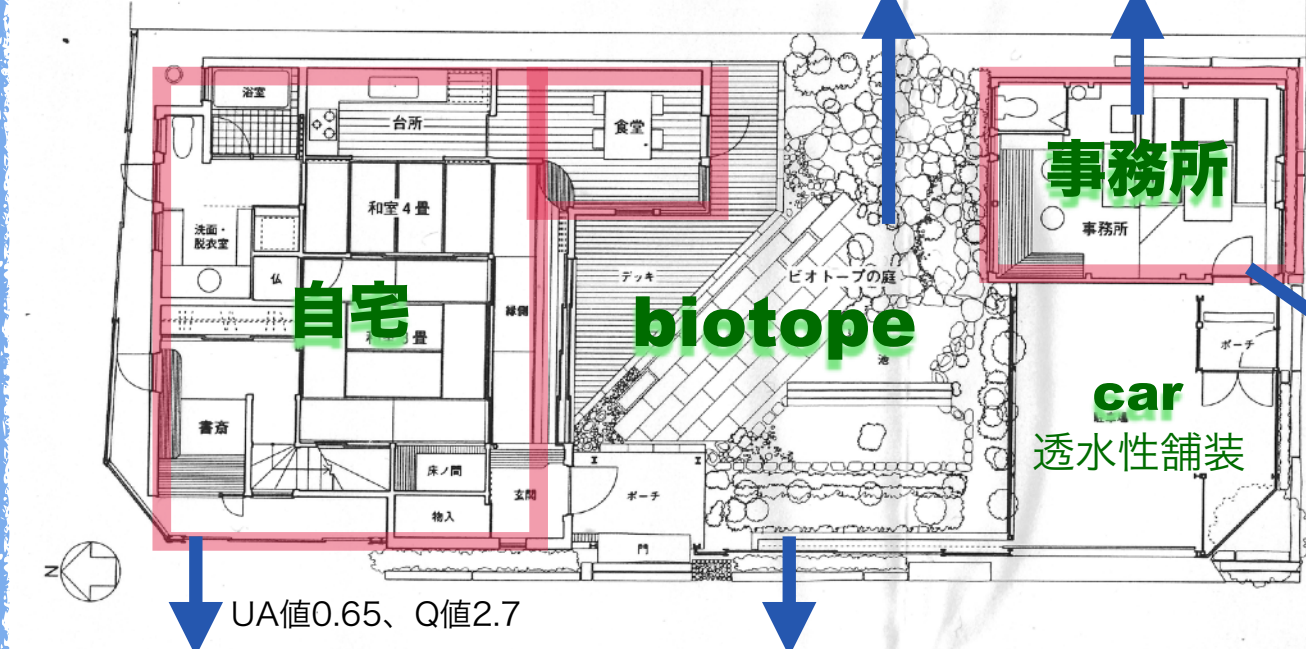 浴室
台所
食堂
事務所
和室4畳
洗面・
脱衣室
事務所
仏
デッキ
ビオトープの庭
自宅
縁側
biotope
ポーチ
池
car
書斎
透水性舗装
床ノ間
玄関
ポーチ
物入
門
N
UA値0.65、Q値2.7